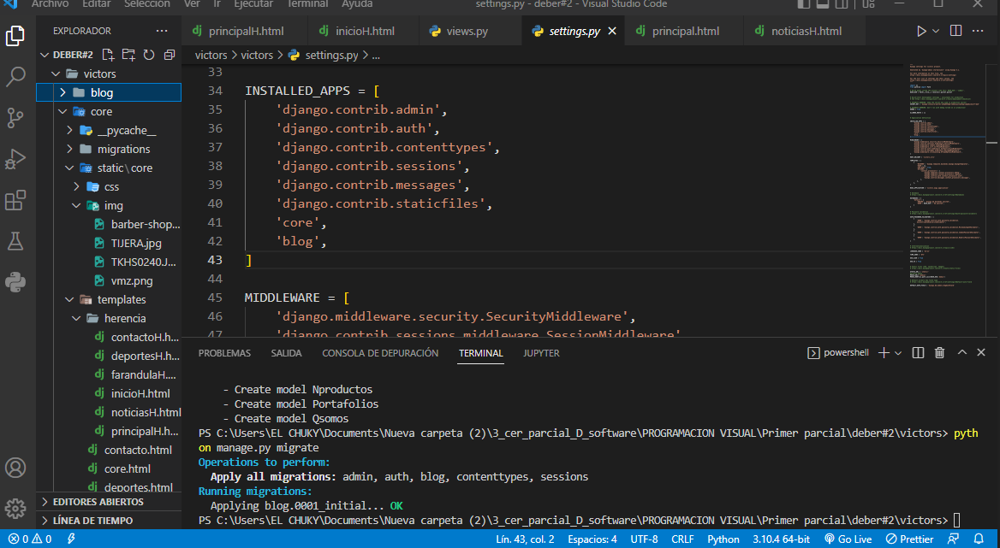 Archivo Editar Selección Ver Ir Ejecutar Terminal Ayuda settings.py - deber#2 - Visual Studio Code
EXPLORADOR ···
principalH.html inicioH.html views.py settings.py principal.html noticiasH.html
DEBER#2
victors > victors > settings.py > ...
victors
blog
core
__pycache__
migrations
static\core
css
img
barber-shop...
TIJERA.jpg
TKHS0240.J...
vmz.png
templates
herencia
contactoH.h...
deportesH.h...
farandulaH....
inicioH.html
noticiasH.html
principalH.h...
contacto.html
core.html
deportes.html
EDITORES ABIERTOS
LÍNEA DE TIEMPO
33
34 INSTALLED_APPS = [
35 'django.contrib.admin',
36 'django.contrib.auth',
37 'django.contrib.contenttypes',
38 'django.contrib.sessions',
39 'django.contrib.messages',
40 'django.contrib.staticfiles',
41 'core',
42 'blog',
43 ]
44
45 MIDDLEWARE = [
46 'django.middleware.security.SecurityMiddleware',
47 'django.contrib.sessions.middleware.SessionMiddleware'
PROBLEMAS SALIDA CONSOLA DE DEPURACIÓN TERMINAL JUPYTER powershell
- Create model Nproductos
- Create model Portafolios
- Create model Qsomos
PS C:\Users\EL CHUKY\Documents\Nueva carpeta (2)\3_cer_parcial_D_software\PROGRAMACION VISUAL\Primer parcial\deber#2\victors> pyth
on manage.py migrate
Operations to perform:
Apply all migrations: admin, auth, blog, contenttypes, sessions
Running migrations:
Applying blog.0001_initial... OK
PS C:\Users\EL CHUKY\Documents\Nueva carpeta (2)\3_cer_parcial_D_software\PROGRAMACION VISUAL\Primer parcial\deber#2\victors>
0 0 Lín. 43, col. 2 Espacios: 4 UTF-8 CRLF Python 3.10.4 64-bit Go Live Prettier